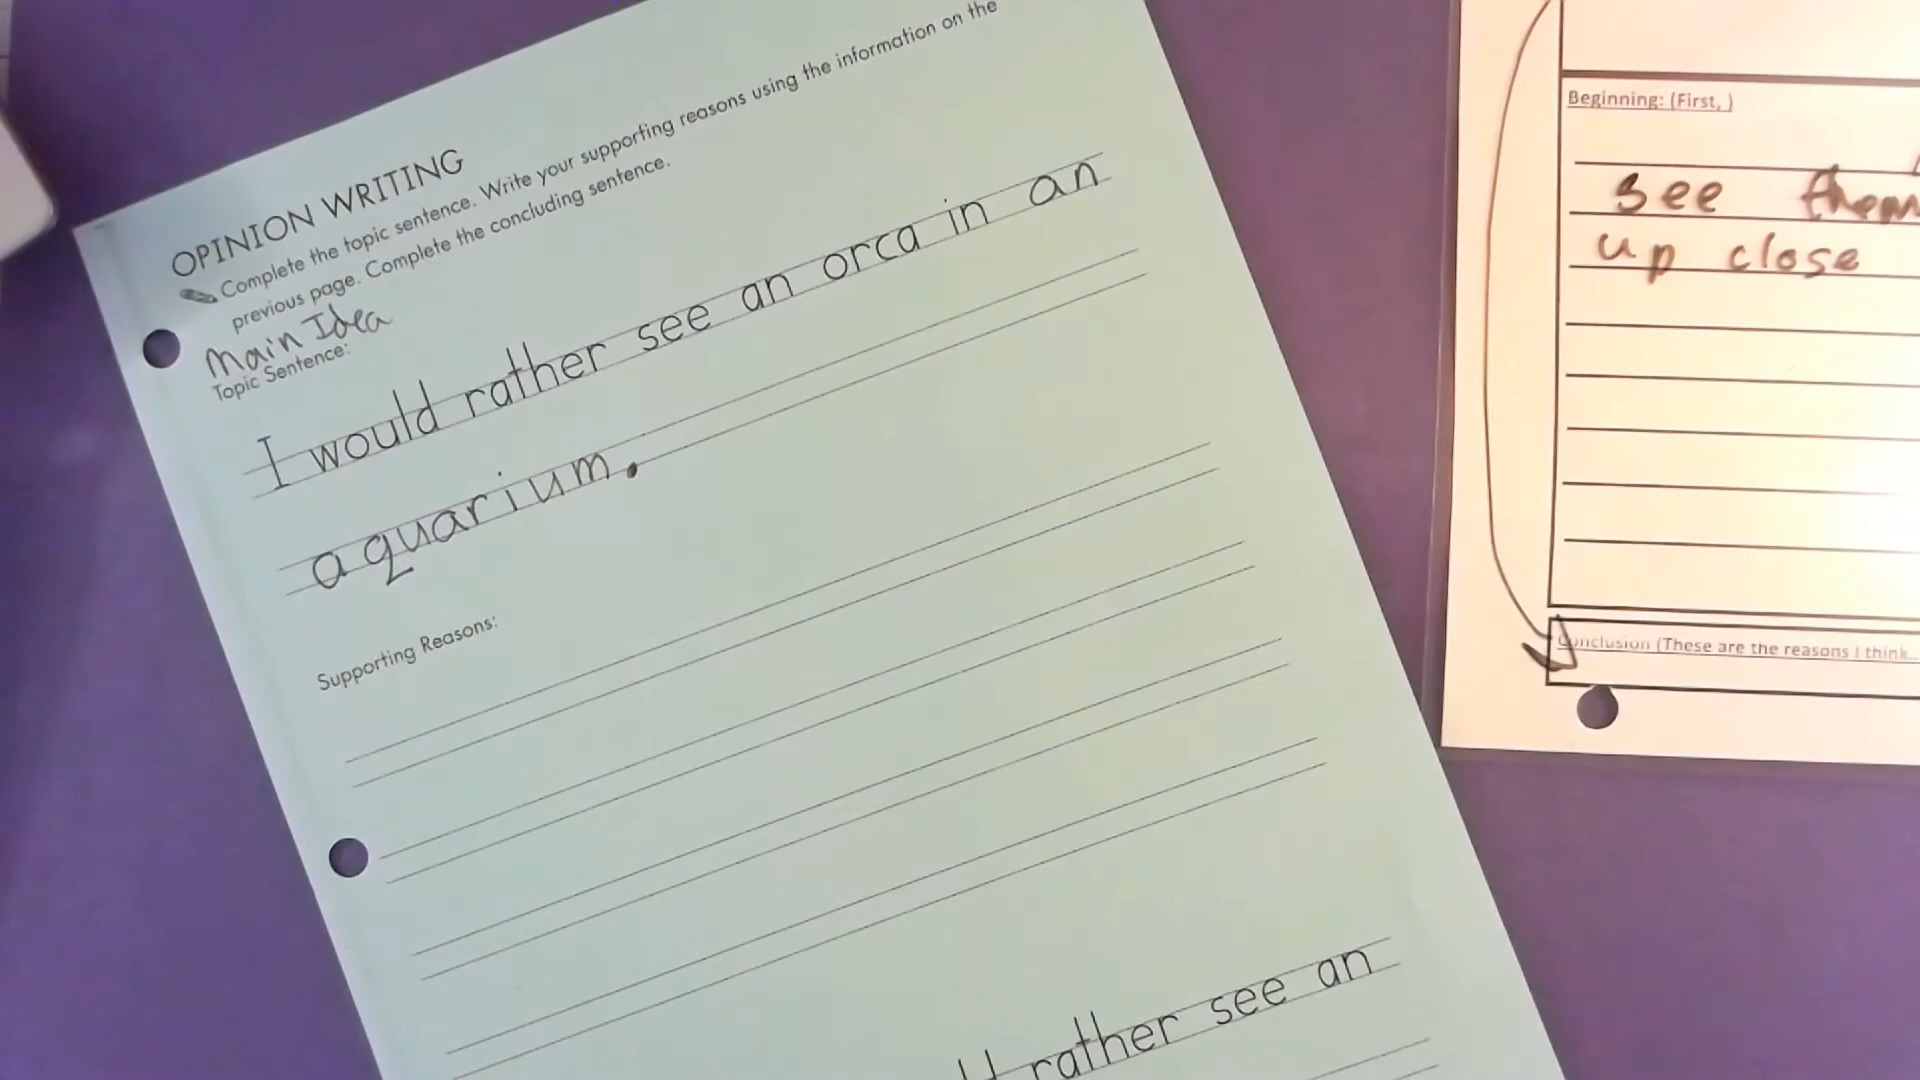 OPINION WRITING
Complete the topic sentence. Write your supporting reasons using the information on the
previous page. Complete the concluding sentence.
Main Idea
Topic Sentence:
I would rather see an orca in an
aquarium.
Supporting Reasons:
rather see an
Beginning: (First, )
see them
up close
Conclusion (These are the reasons I think...